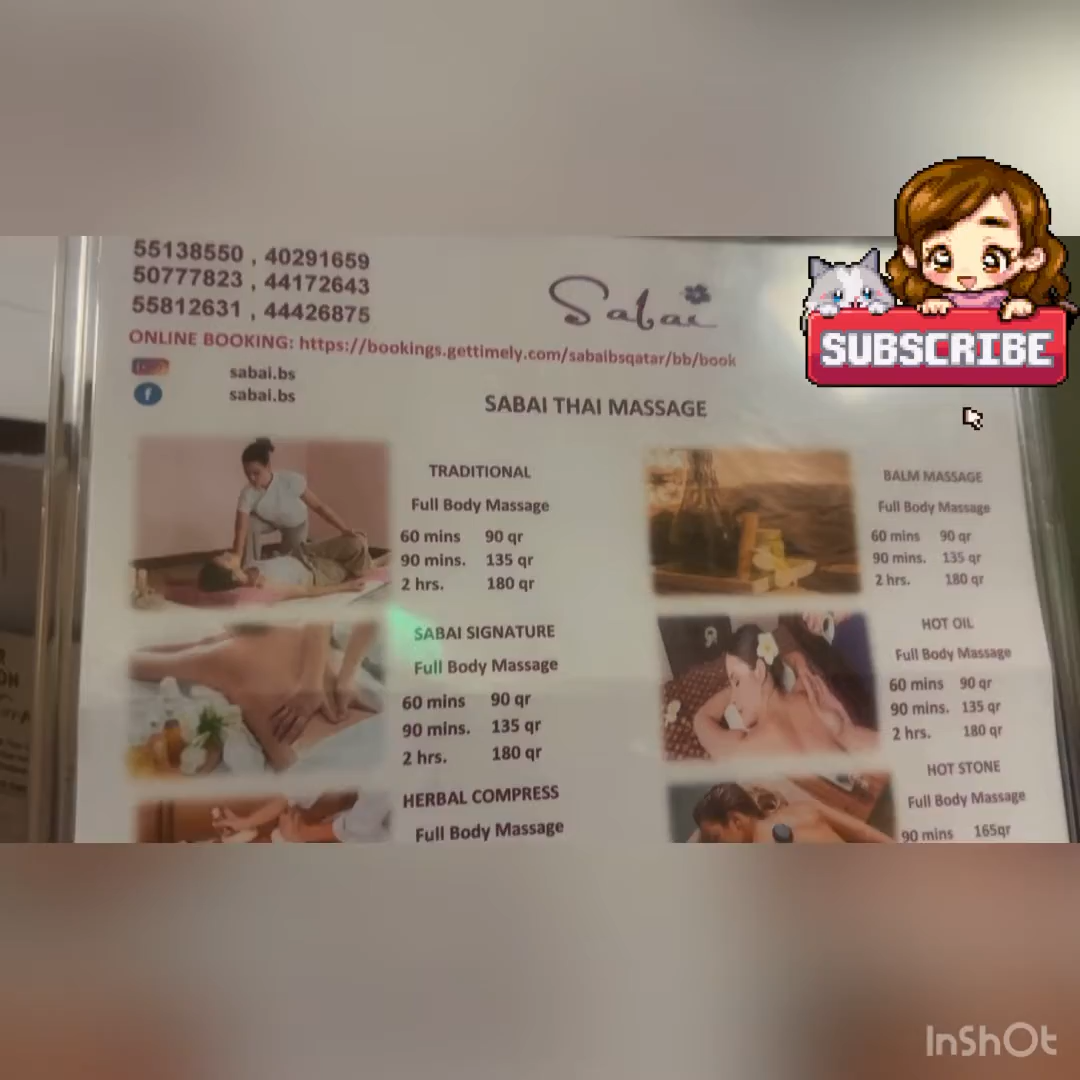 55138550 , 40291659
50777823 , 44172643
55812631 , 44426875
Sabai
ONLINE BOOKING: https://bookings.gettimely.com/sabaibsqatar/bb/book
sabai.bs
f sabai.bs
SUBSCRIBE
SABAI THAI MASSAGE
TRADITIONAL
Full Body Massage
60 mins 90 qr
90 mins. 135 qr
2 hrs. 180 qr
SABAI SIGNATURE
Full Body Massage
60 mins 90 qr
90 mins. 135 qr
2 hrs. 180 qr
HERBAL COMPRESS
Full Body Massage
BALM MASSAGE
Full Body Massage
60 mins 90 qr
90 mins. 135 qr
2 hrs. 180 qr
HOT OIL
Full Body Massage
60 mins 90 qr
90 mins. 135 qr
2 hrs. 180 qr
HOT STONE
Full Body Massage
90 mins 165qr
InShOt